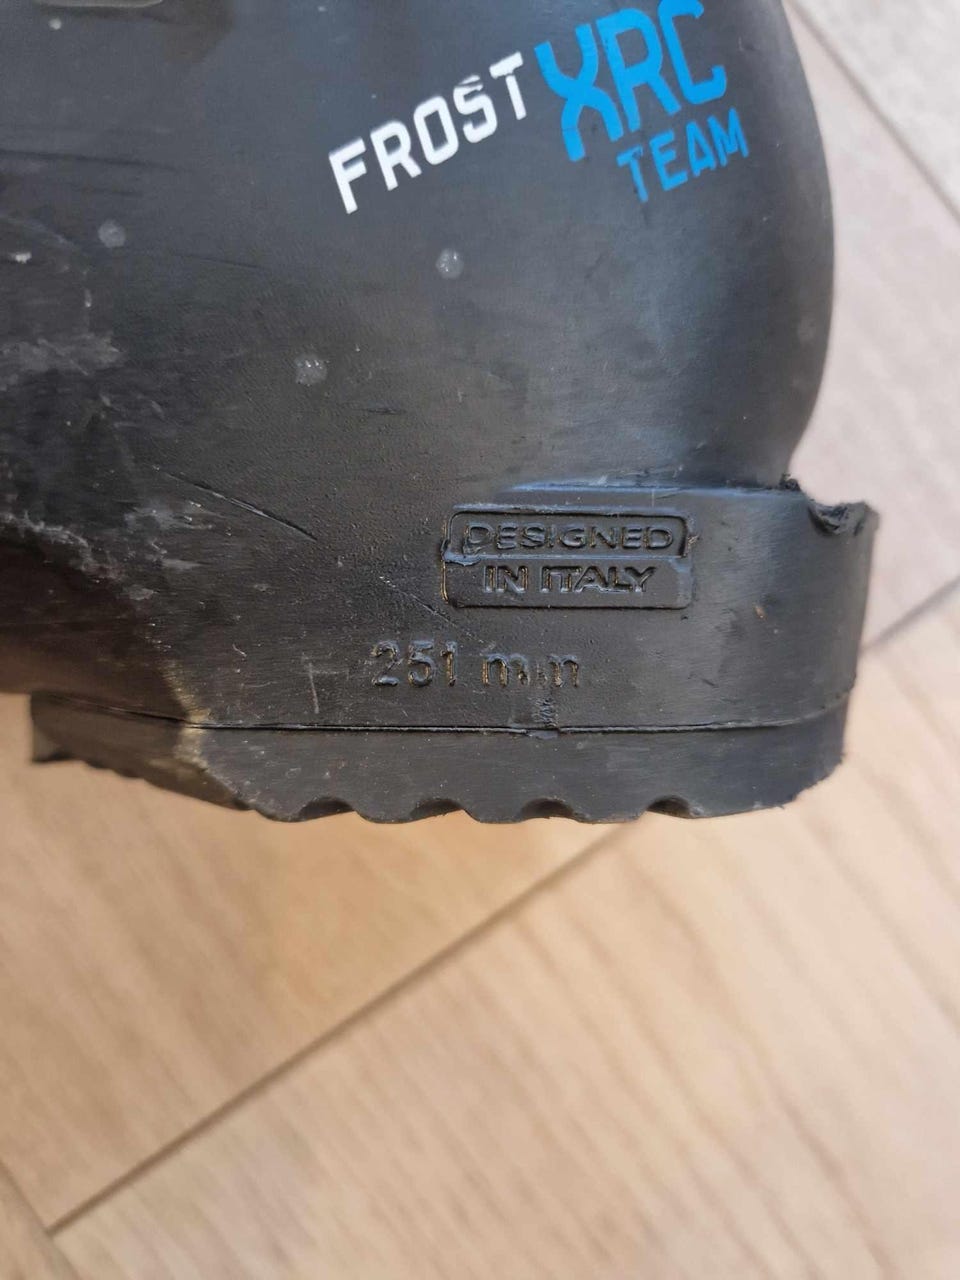 FROST XRC
TEAM
DESIGNED
IN ITALY
251 mm